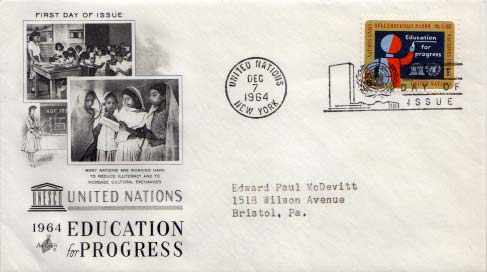 FIRST DAY OF ISSUE
MANY NATIONS ARE WORKING HARD
TO REDUCE ILLITERACY AND TO
INCREASE CULTURAL EXCHANGES
UNESCO UNITED NATIONS
1964 EDUCATION
for PROGRESS
UNITED NATIONS
DEC
7
1964
NEW YORK
Education
for
progress
DAY OF
ISSUE
Edward Paul McDevitt
1518 Wilson Avenue
Bristol, Pa.